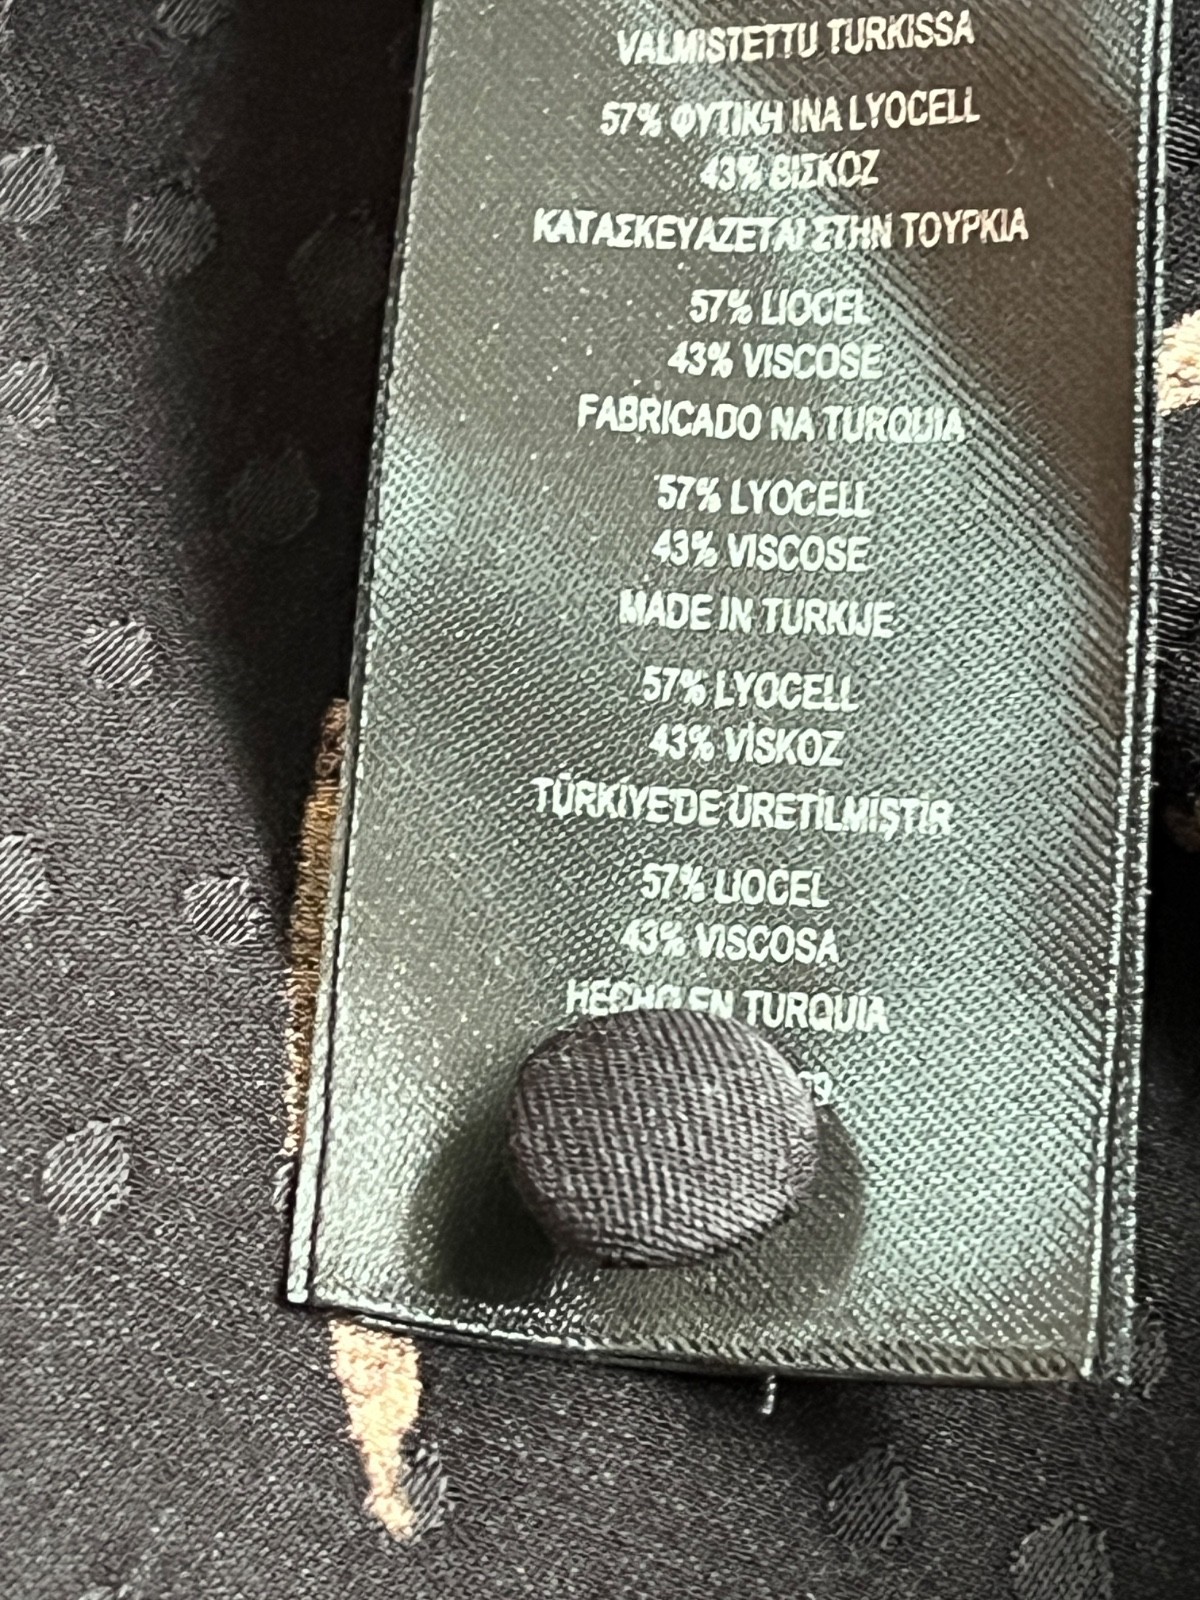 VALMISTETTU TURKISSA
57% ΦΥΤΙΚΗ ΙΝΑ LYOCELL
43% ΒΙΣΚΟΖ
ΚΑΤΑΣΚΕΥΑΖΕΤΑΙ ΣΤΗΝ ΤΟΥΡΚΙΑ
57% LIOCEL
43% VISCOSE
FABRICADO NA TURQUIA
57% LYOCELL
43% VISCOSE
MADE IN TURKIJE
57% LYOCELL
43% VİSKOZ
TÜRKİYE'DE ÜRETİLMİŞTİR
57% LIOCEL
43% VISCOSA
HECHO EN TURQUÍA